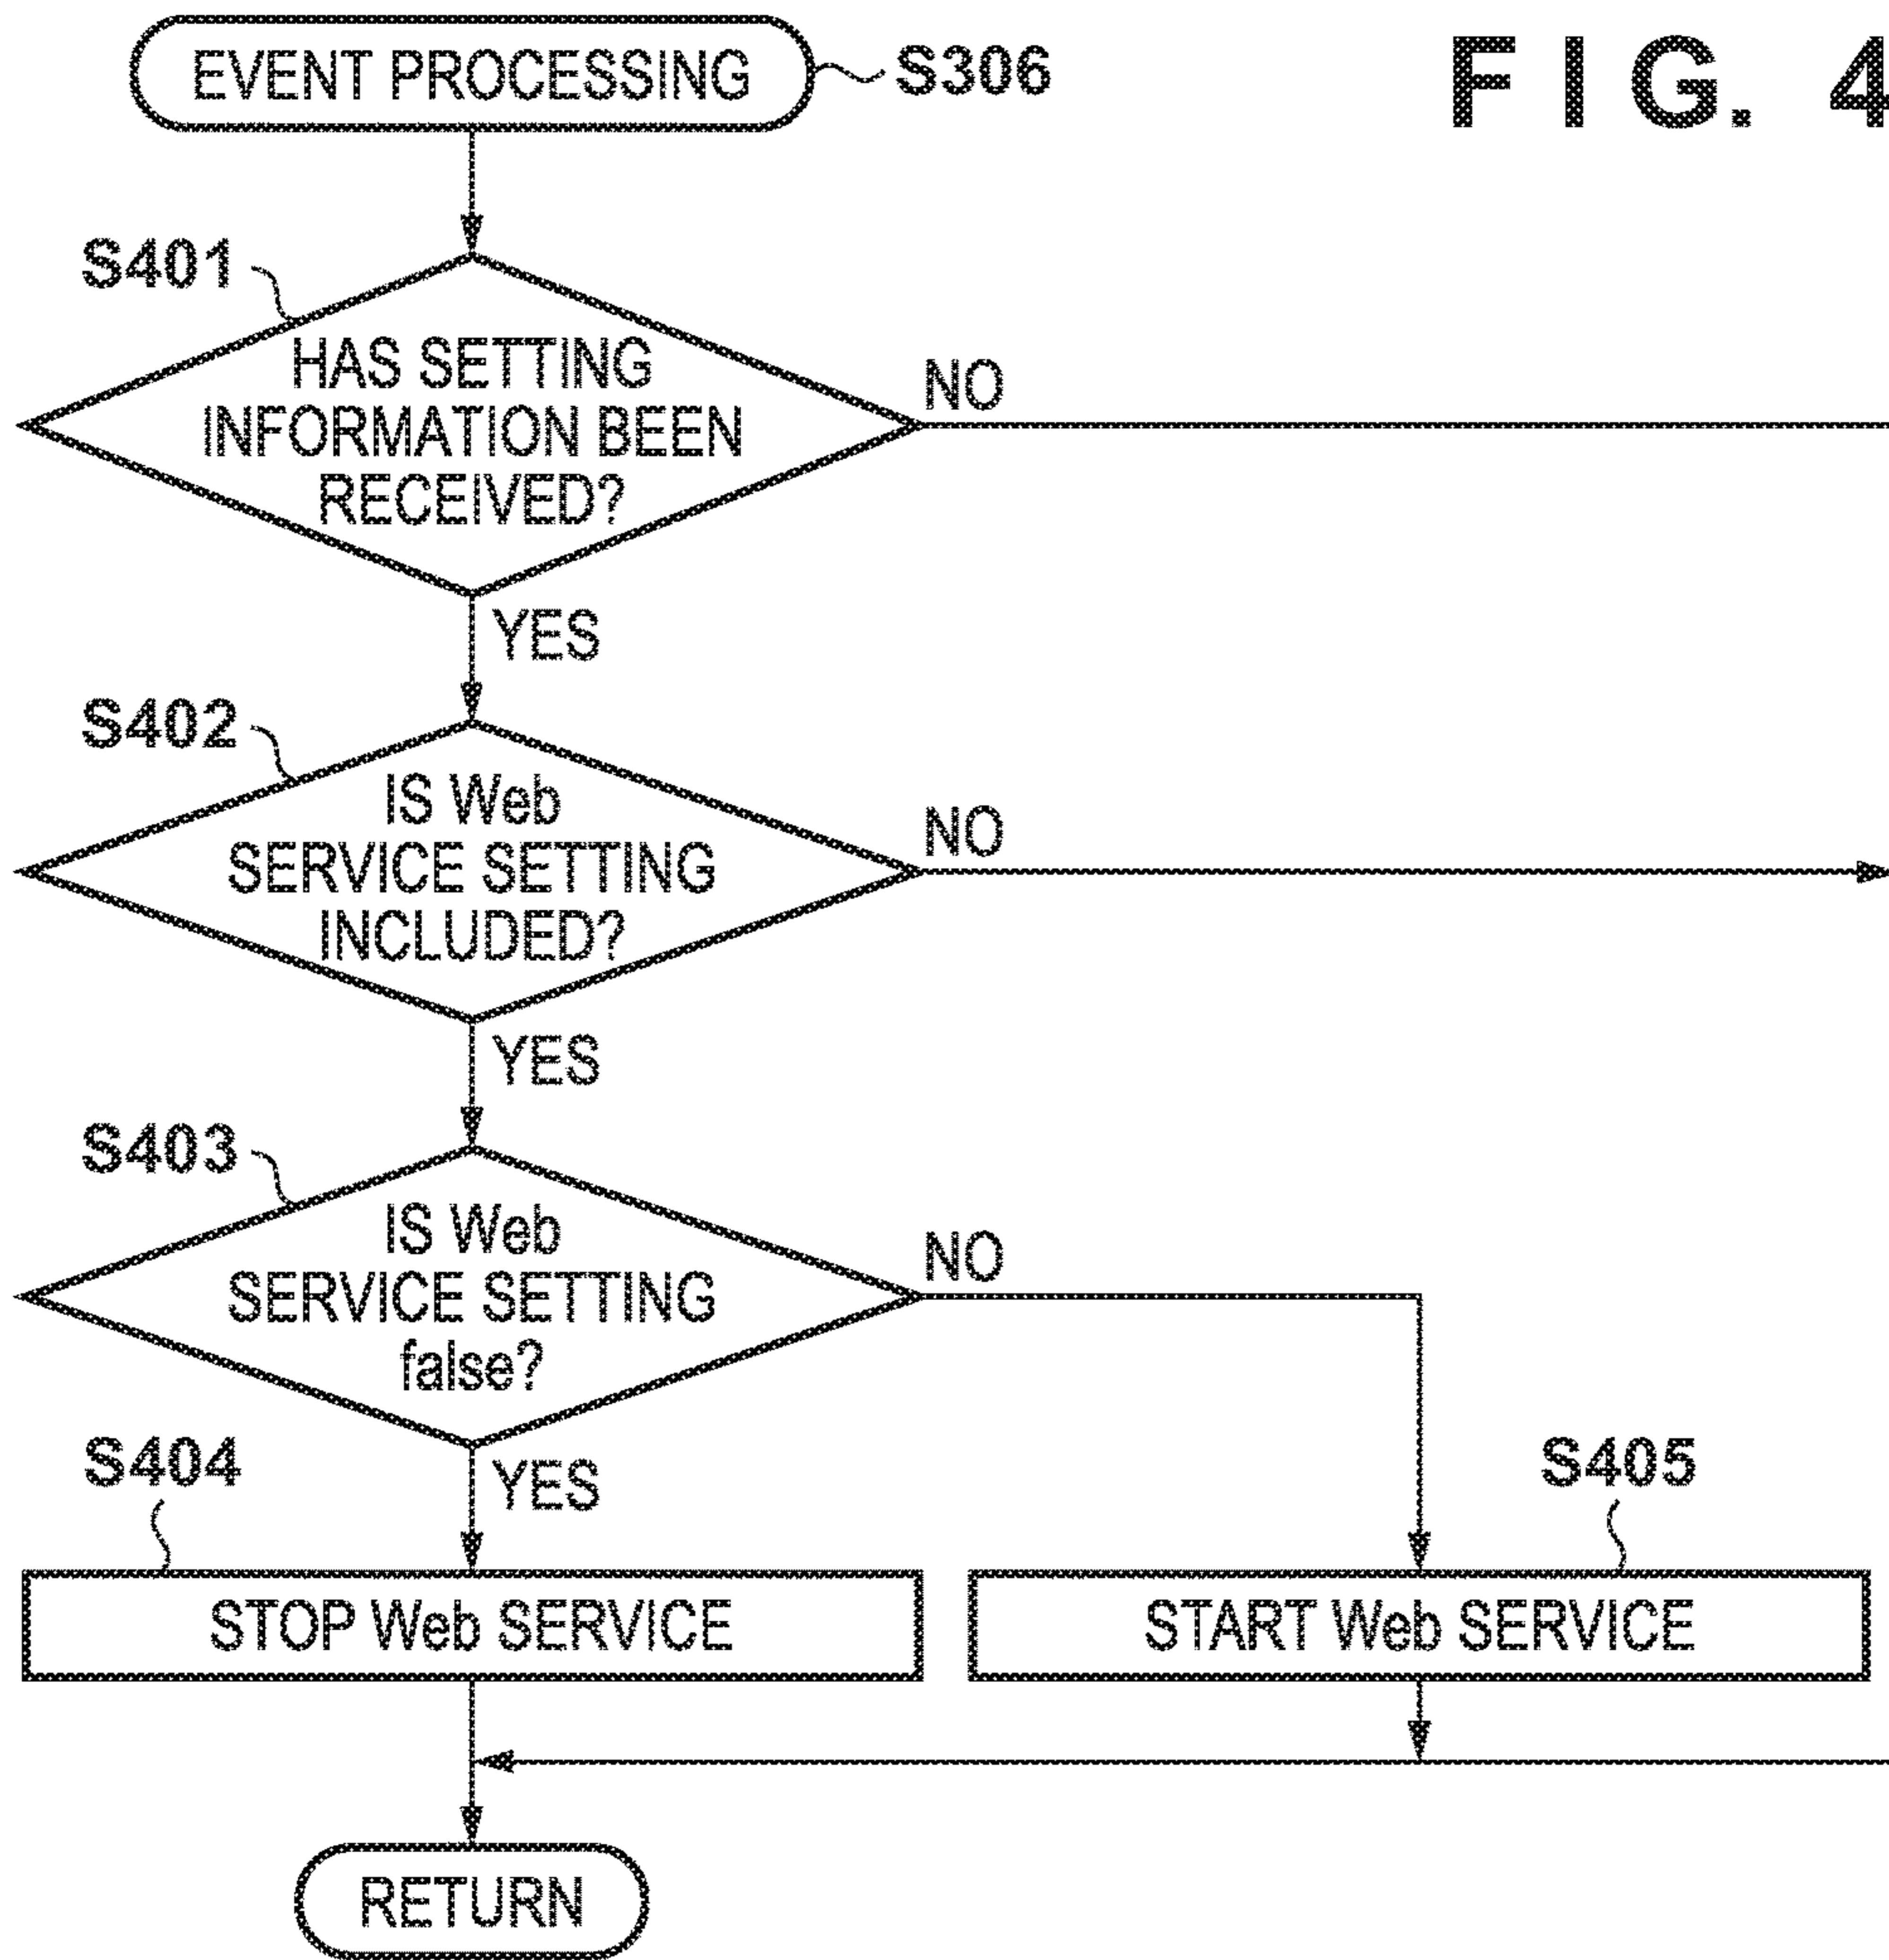 EVENT PROCESSING
S306
F I G. 4
S401
HAS SETTING
INFORMATION BEEN
RECEIVED?
NO
YES
S402
IS Web
SERVICE SETTING
INCLUDED?
NO
YES
S403
IS Web
SERVICE SETTING
false?
NO
YES
S404
STOP Web SERVICE
S405
START Web SERVICE
RETURN